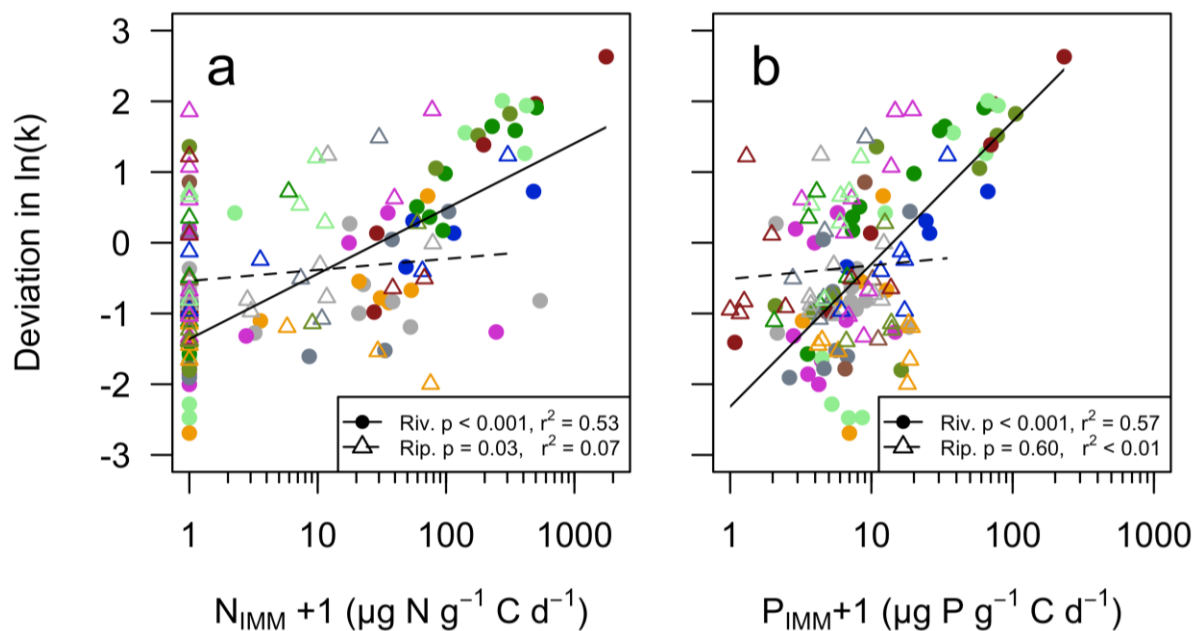 a
b
Deviation in ln(k)
3
2
1
0
-1
-2
-3
Riv. p < 0.001, r² = 0.53
Rip. p = 0.03, r² = 0.07
Riv. p < 0.001, r² = 0.57
Rip. p = 0.60, r² < 0.01
1 10 100 1000
1 10 100 1000
N_IMM +1 (µg N g⁻¹ C d⁻¹)
P_IMM+1 (µg P g⁻¹ C d⁻¹)